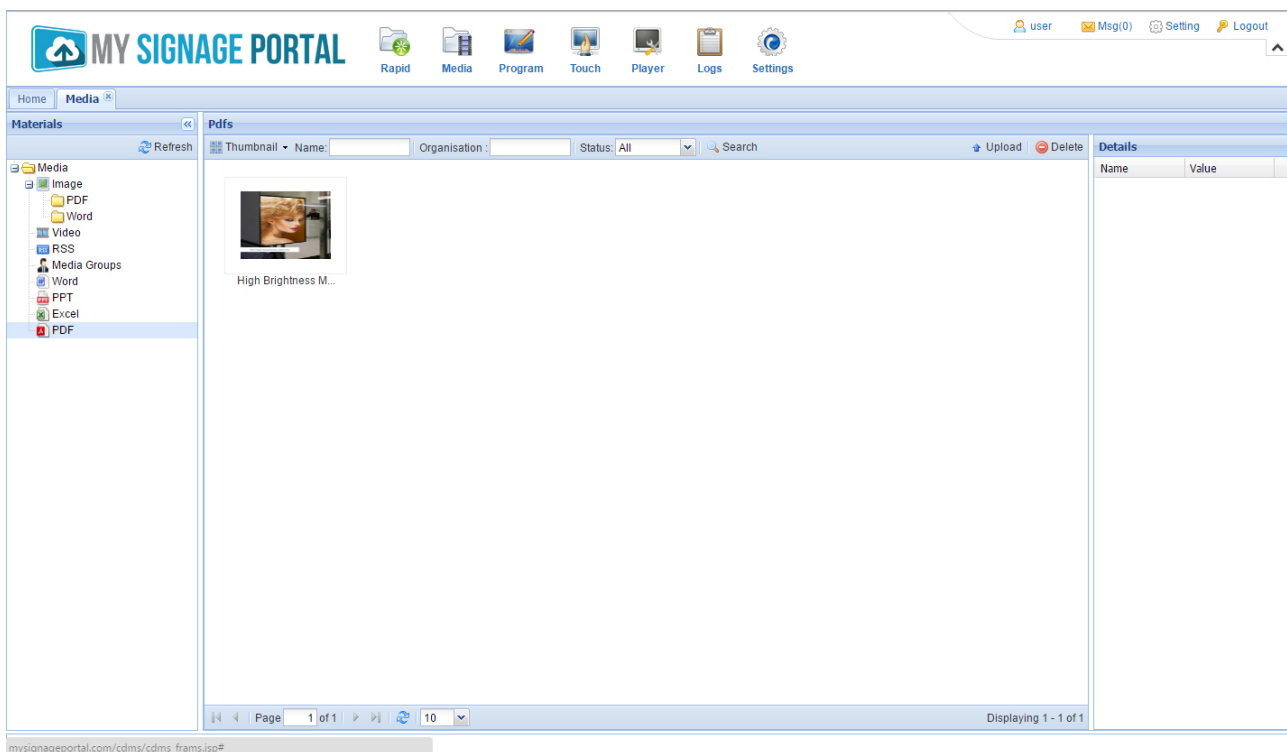 user Msg(0) Setting Logout
MY SIGNAGE PORTAL
Rapid Media Program Touch Player Logs Settings
Home Media
Materials
Refresh
Media
Image
PDF
Word
Video
RSS
Media Groups
Word
PPT
Excel
PDF
Pdfs
Thumbnail Name: Organisation : Status: All Search Upload Delete
High Brightness M...
Page 1 of 1 10 Displaying 1 - 1 of 1
Details
Name Value
mysignageportal.com/cdms/cdms_frams.jsp#